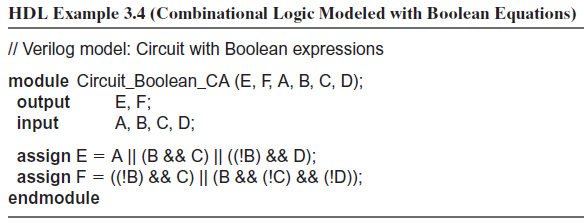 HDL Example 3.4 (Combinational Logic Modeled with Boolean Equations)
// Verilog model: Circuit with Boolean expressions
module Circuit_Boolean_CA (E, F, A, B, C, D);
output E, F;
input A, B, C, D;
assign E = A || (B && C) || ((!B) && D);
assign F = ((!B) && C) || (B && (!C) && (!D));
endmodule